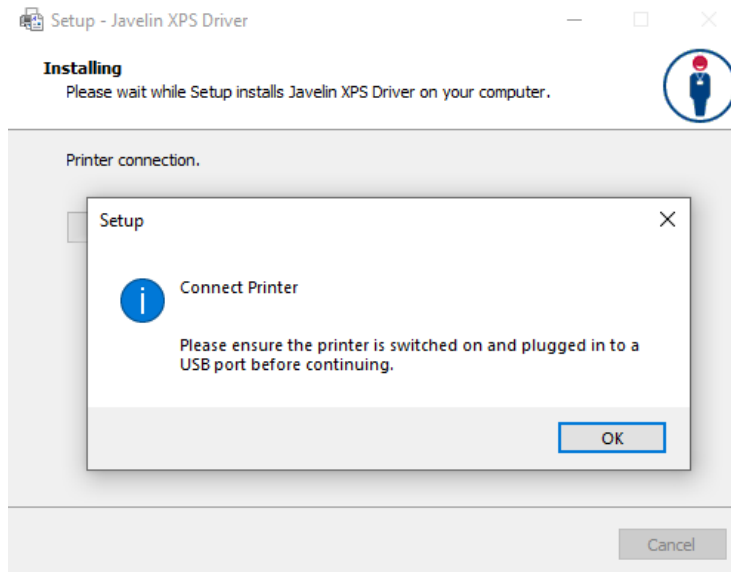 Setup - Javelin XPS Driver
Installing
Please wait while Setup installs Javelin XPS Driver on your computer.
Printer connection.
Setup
Connect Printer
Please ensure the printer is switched on and plugged in to a
USB port before continuing.
OK
Cancel